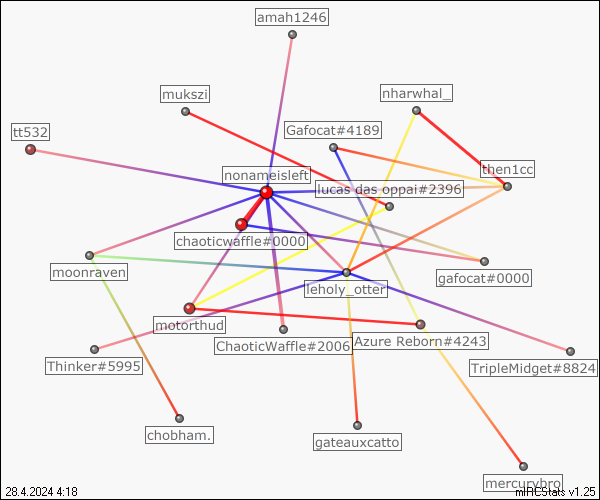 amah1246
mukszi
nharwhal_
tt532
Gafocat#4189
then1cc
nonameisleft
lucas das oppai#2396
chaoticwaffle#0000
moonraven
gafocat#0000
leholy_otter
motorthud
ChaoticWaffle#2006
Azure Reborn#4243
Thinker#5995
TripleMidget#8824
chobham.
gateauxcatto
mercurybro
28.4.2024 4:18
mIRCStats v1.25